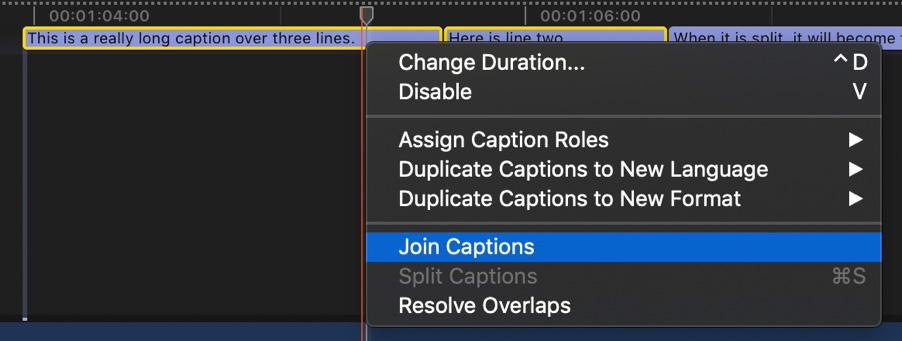 00:01:04:00 00:01:06:00
This is a really long caption over three lines. Here is line two When it is split, it will become
Change Duration... ^ D
Disable V
Assign Caption Roles ▶
Duplicate Captions to New Language ▶
Duplicate Captions to New Format ▶
Join Captions
Split Captions ⌘S
Resolve Overlaps